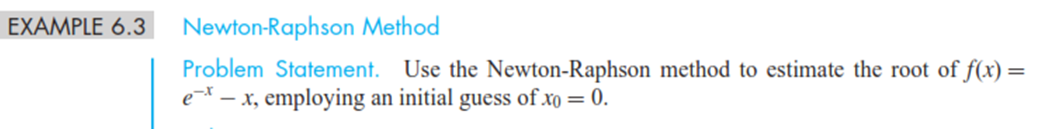 EXAMPLE 6.3 Newton-Raphson Method
Problem Statement. Use the Newton-Raphson method to estimate the root of f(x) =
e⁻ˣ − x, employing an initial guess of x₀ = 0.